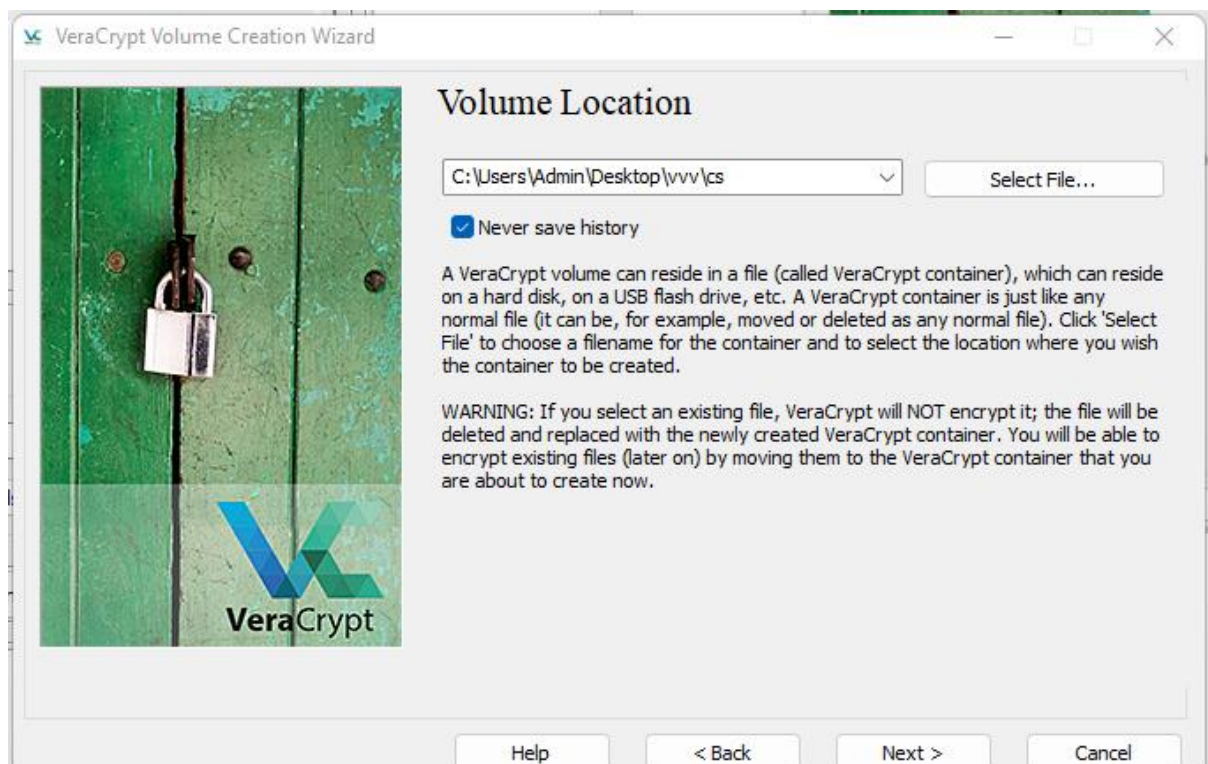 VeraCrypt Volume Creation Wizard
Volume Location
C:\Users\Admin\Desktop\vvv\cs
Select File...
Never save history
A VeraCrypt volume can reside in a file (called VeraCrypt container), which can reside
on a hard disk, on a USB flash drive, etc. A VeraCrypt container is just like any
normal file (it can be, for example, moved or deleted as any normal file). Click 'Select
File' to choose a filename for the container and to select the location where you wish
the container to be created.
WARNING: If you select an existing file, VeraCrypt will NOT encrypt it; the file will be
deleted and replaced with the newly created VeraCrypt container. You will be able to
encrypt existing files (later on) by moving them to the VeraCrypt container that you
are about to create now.
VeraCrypt
Help
< Back
Next >
Cancel